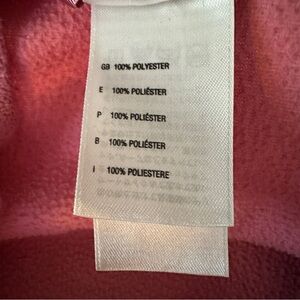 GB 100% POLYESTER
E 100% POLIÉSTER
P 100% POLIÉSTER
B 100% POLIÉSTER
I 100% POLIESTERE